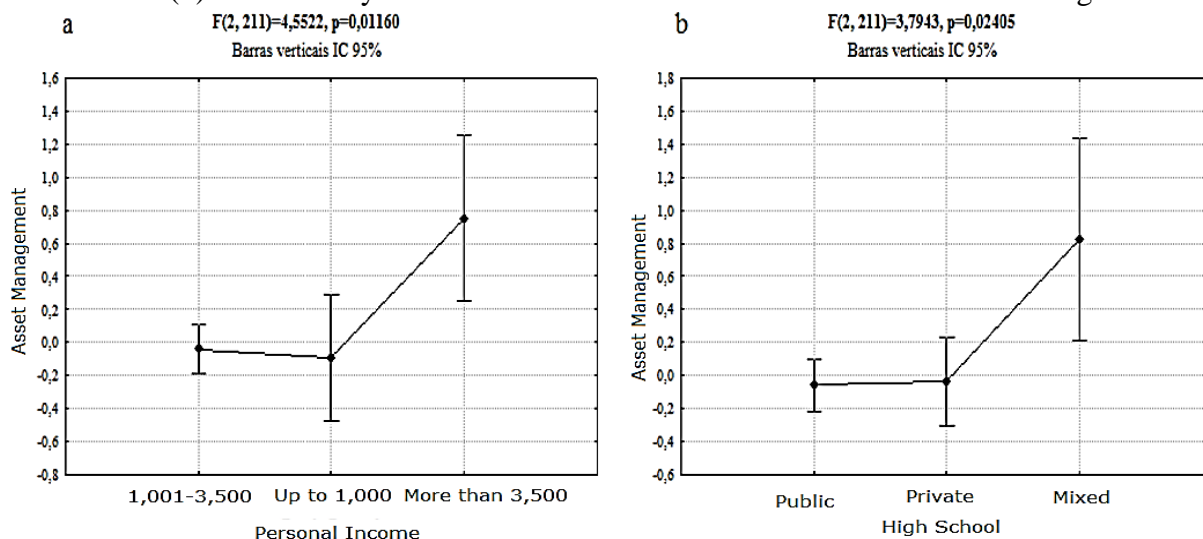 a
F(2, 211)=4,5522, p=0,01160
Barras verticais IC 95%
1,6
1,4
1,2
1,0
0,8
0,6
0,4
0,2
0,0
-0,2
-0,4
-0,6
-0,8
Asset Management
1,001-3,500 Up to 1,000 More than 3,500
Personal Income
b
F(2, 211)=3,7943, p=0,02405
Barras verticais IC 95%
1,8
1,6
1,4
1,2
1,0
0,8
0,6
0,4
0,2
0,0
-0,2
-0,4
-0,6
Asset Management
Public Private Mixed
High School